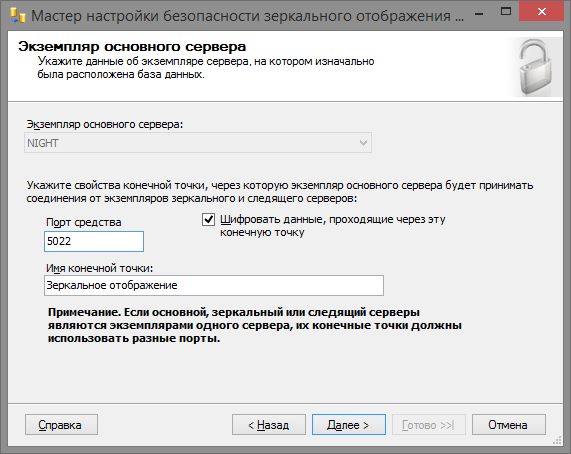 Мастер настройки безопасности зеркального отображения ...
Экземпляр основного сервера
Укажите данные об экземпляре сервера, на котором изначально
была расположена база данных.
Экземпляр основного сервера:
NIGHT
Укажите свойства конечной точки, через которую экземпляр основного сервера будет принимать
соединения от экземпляров зеркального и следящего серверов:
Порт средства
Шифровать данные, проходящие через эту
конечную точку
5022
Имя конечной точки:
Зеркальное отображение
Примечание. Если основной, зеркальный или следящий серверы
являются экземплярами одного сервера, их конечные точки должны
использовать разные порты.
Справка
< Назад
Далее >
Готово >>|
Отмена